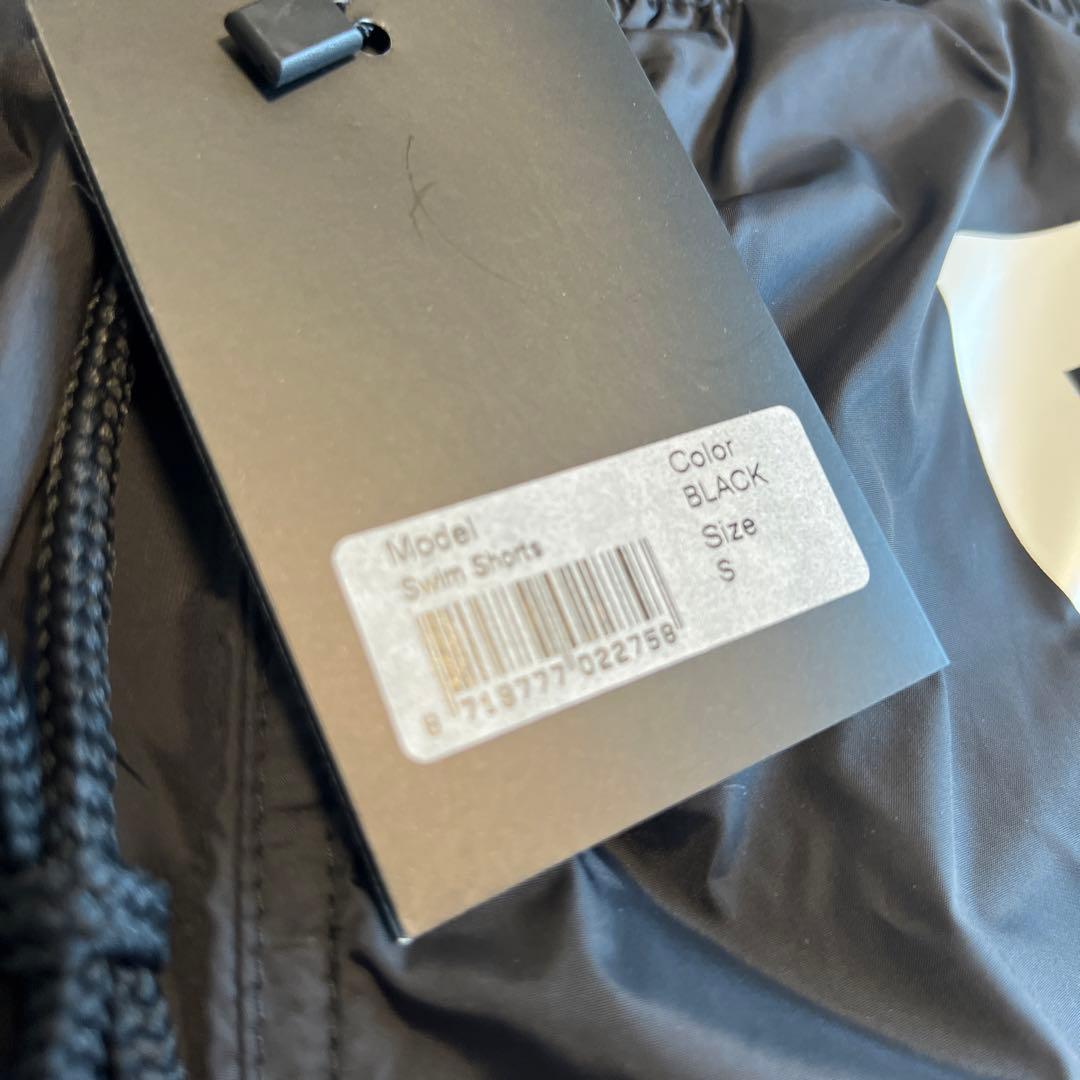 Model
Swim Shorts
8 719777 022758
Color
BLACK
Size
S